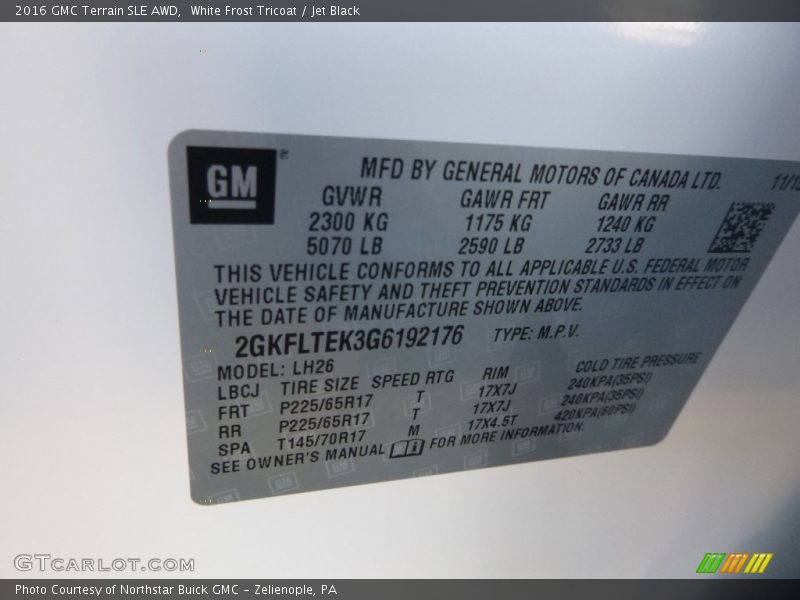 2016 GMC Terrain SLE AWD, White Frost Tricoat / Jet Black
GM ®
MFD BY GENERAL MOTORS OF CANADA LTD.
GVWR GAWR FRT GAWR RR
2300 KG 1175 KG 1240 KG
5070 LB 2590 LB 2733 LB
THIS VEHICLE CONFORMS TO ALL APPLICABLE U.S. FEDERAL MOTOR
VEHICLE SAFETY AND THEFT PREVENTION STANDARDS IN EFFECT ON
THE DATE OF MANUFACTURE SHOWN ABOVE.
2GKFLTEK3G6192176 TYPE: M.P.V.
MODEL: LH26
LBCJ TIRE SIZE SPEED RTG RIM COLD TIRE PRESSURE
FRT P225/65R17 T 17X7J 240KPA(35PSI)
RR P225/65R17 T 17X7J 240KPA(35PSI)
SPA T145/70R17 M 17X4.5T 420KPA(60PSI)
SEE OWNER'S MANUAL FOR MORE INFORMATION.
GTCARLOT.COM
Photo Courtesy of Northstar Buick GMC - Zelienople, PA